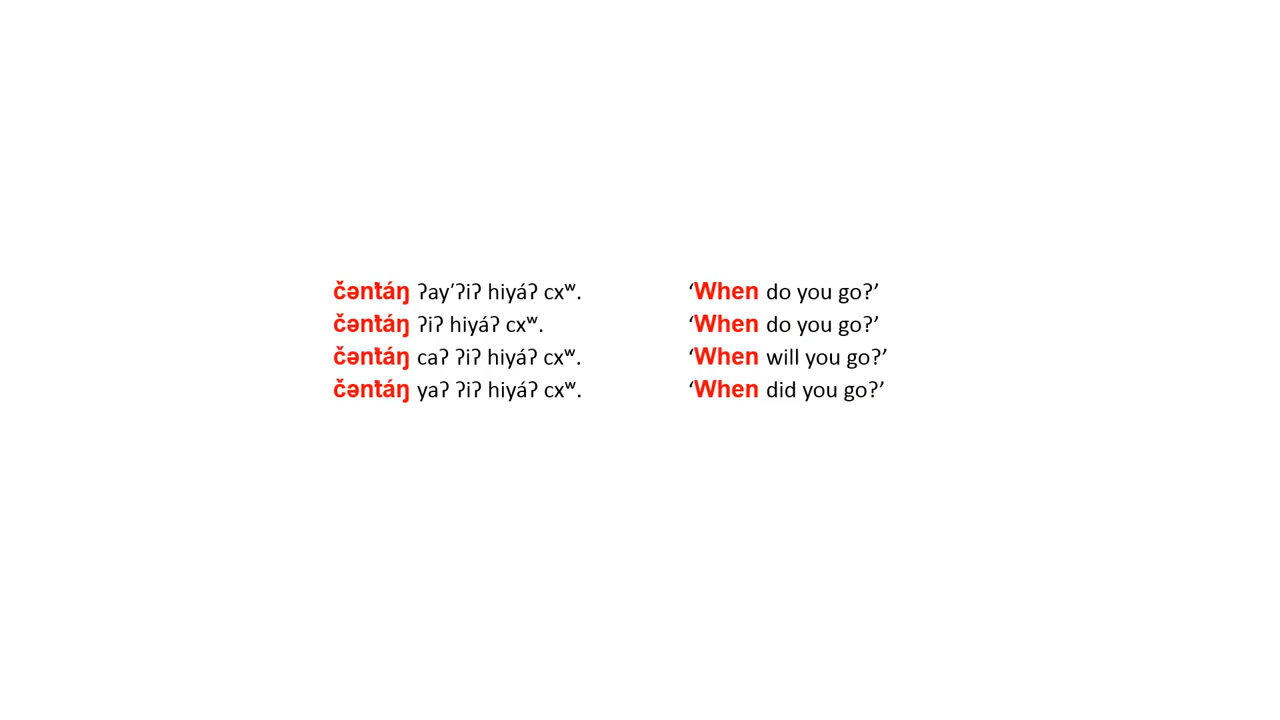 čəntáŋ ʔay’ʔiʔ hiyáʔ cxʷ. ‘When do you go?’
čəntáŋ ʔiʔ hiyáʔ cxʷ. ‘When do you go?’
čəntáŋ caʔ ʔiʔ hiyáʔ cxʷ. ‘When will you go?’
čəntáŋ yaʔ ʔiʔ hiyáʔ cxʷ. ‘When did you go?’